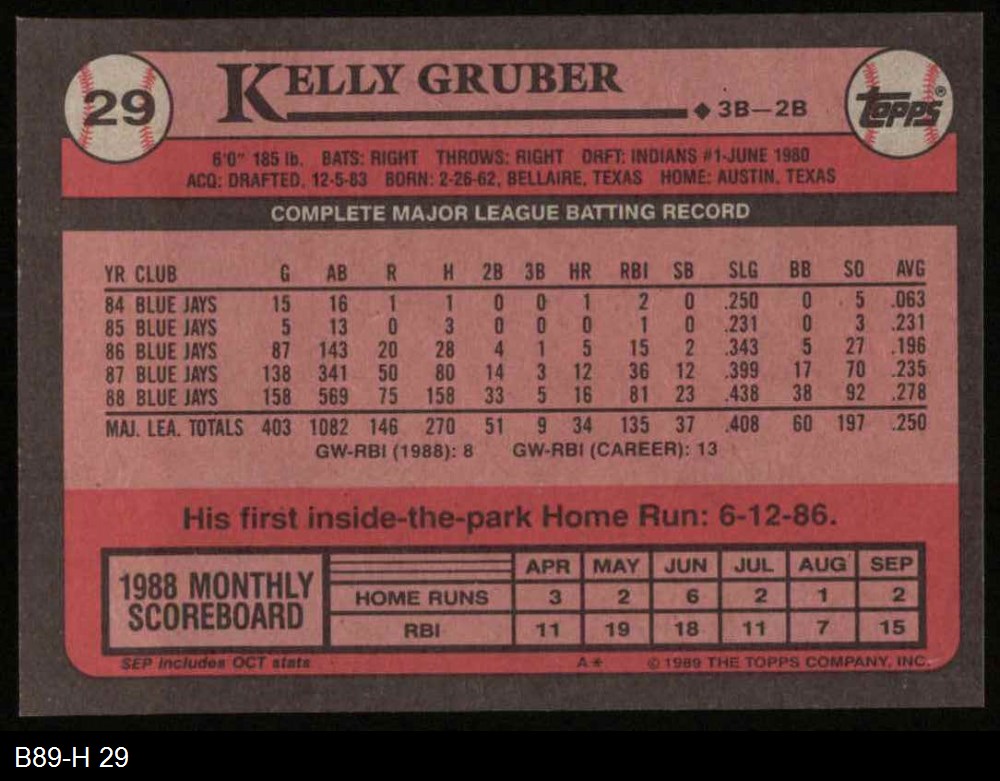 29
KELLY GRUBER
◆ 3B—2B
TOPPS®
6'0" 185 lb. BATS: RIGHT THROWS: RIGHT DRFT: INDIANS #1-JUNE 1980
ACQ: DRAFTED, 12-5-83 BORN: 2-26-62, BELLAIRE, TEXAS HOME: AUSTIN, TEXAS
COMPLETE MAJOR LEAGUE BATTING RECORD
YR CLUB G AB R H 2B 3B HR RBI SB SLG BB SO AVG
84 BLUE JAYS 15 16 1 1 0 0 1 2 0 .250 0 5 .063
85 BLUE JAYS 5 13 0 3 0 0 0 1 0 .231 0 3 .231
86 BLUE JAYS 87 143 20 28 4 1 5 15 2 .343 5 27 .196
87 BLUE JAYS 138 341 50 80 14 3 12 36 12 .399 17 70 .235
88 BLUE JAYS 158 569 75 158 33 5 16 81 23 .438 38 92 .278
MAJ. LEA. TOTALS 403 1082 146 270 51 9 34 135 37 .408 60 197 .250
GW-RBI (1988): 8 GW-RBI (CAREER): 13
His first inside-the-park Home Run: 6-12-86.
1988 MONTHLY SCOREBOARD
APR MAY JUN JUL AUG SEP
HOME RUNS 3 2 6 2 1 2
RBI 11 19 18 11 7 15
SEP includes OCT stats
A*
© 1989 THE TOPPS COMPANY, INC.
B89-H 29